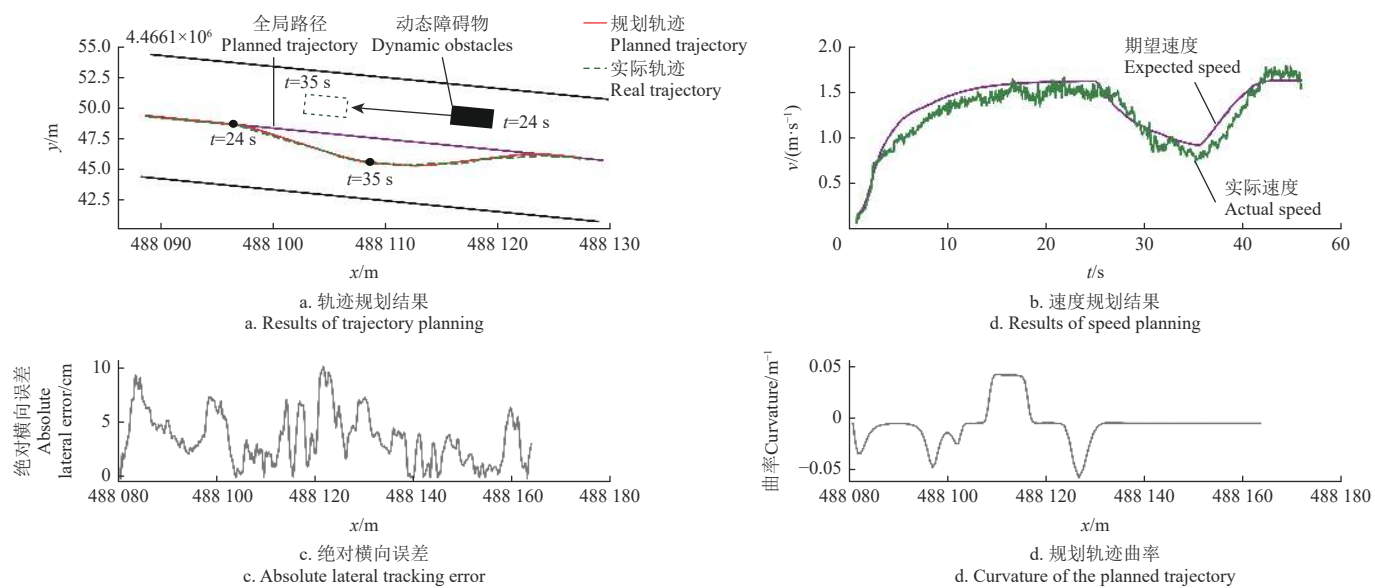 全局路径
Planned trajectory
动态障碍物
Dynamic obstacles
规划轨迹
Planned trajectory
实际轨迹
Real trajectory
4.4661×10⁶
55.0
52.5
50.0
47.5
45.0
42.5
y/m
t=35 s
t=24 s
t=24 s
t=35 s
488 090
488 100
488 110
488 120
488 130
x/m
a. 轨迹规划结果
a. Results of trajectory planning
2.0
1.5
1.0
0.5
0
v/(m·s⁻¹)
期望速度
Expected speed
实际速度
Actual speed
10
20
30
40
50
60
t/s
b. 速度规划结果
d. Results of speed planning
绝对横向误差
Absolute
lateral error/cm
10
5
0
488 080
488 100
488 120
488 140
488 160
488 180
x/m
c. 绝对横向误差
c. Absolute lateral tracking error
曲率Curvature/m⁻¹
0.05
0
−0.05
488 080
488 100
488 120
488 140
488 160
488 180
x/m
d. 规划轨迹曲率
d. Curvature of the planned trajectory